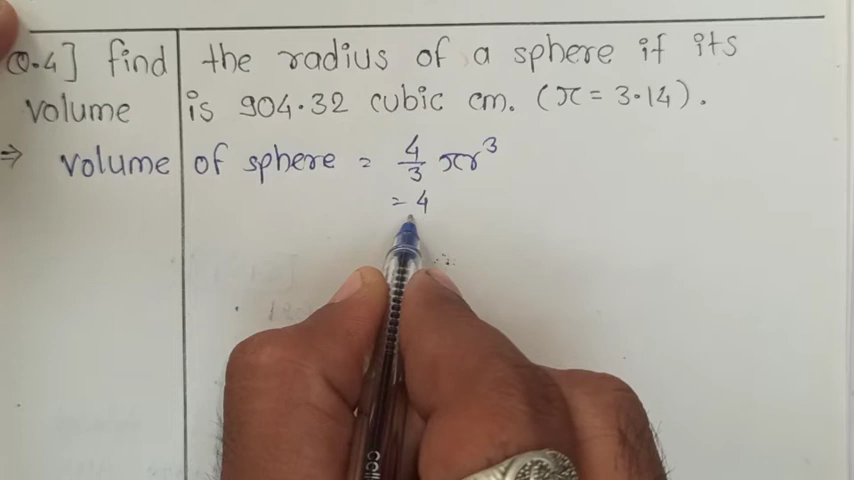 Q.4] find the radius of a sphere if its
volume is 904.32 cubic cm. (π = 3.14).
⇒ volume of sphere = 4/3 πr³
= 4
cell